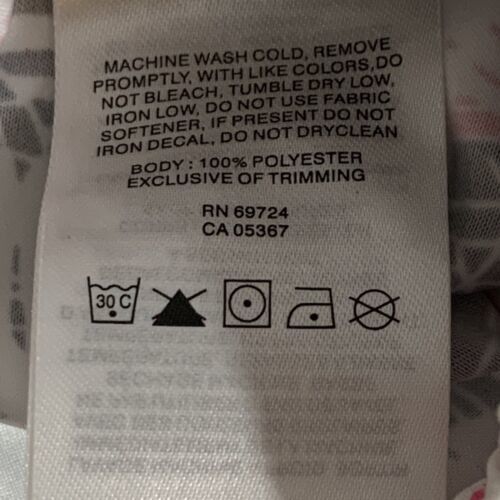 MACHINE WASH COLD, REMOVE
PROMPTLY, WITH LIKE COLORS,DO
NOT BLEACH, TUMBLE DRY LOW,
IRON LOW, DO NOT USE FABRIC
SOFTENER, IF PRESENT DO NOT
IRON DECAL, DO NOT DRYCLEAN
BODY : 100% POLYESTER
EXCLUSIVE OF TRIMMING
RN 69724
CA 05367
30 C